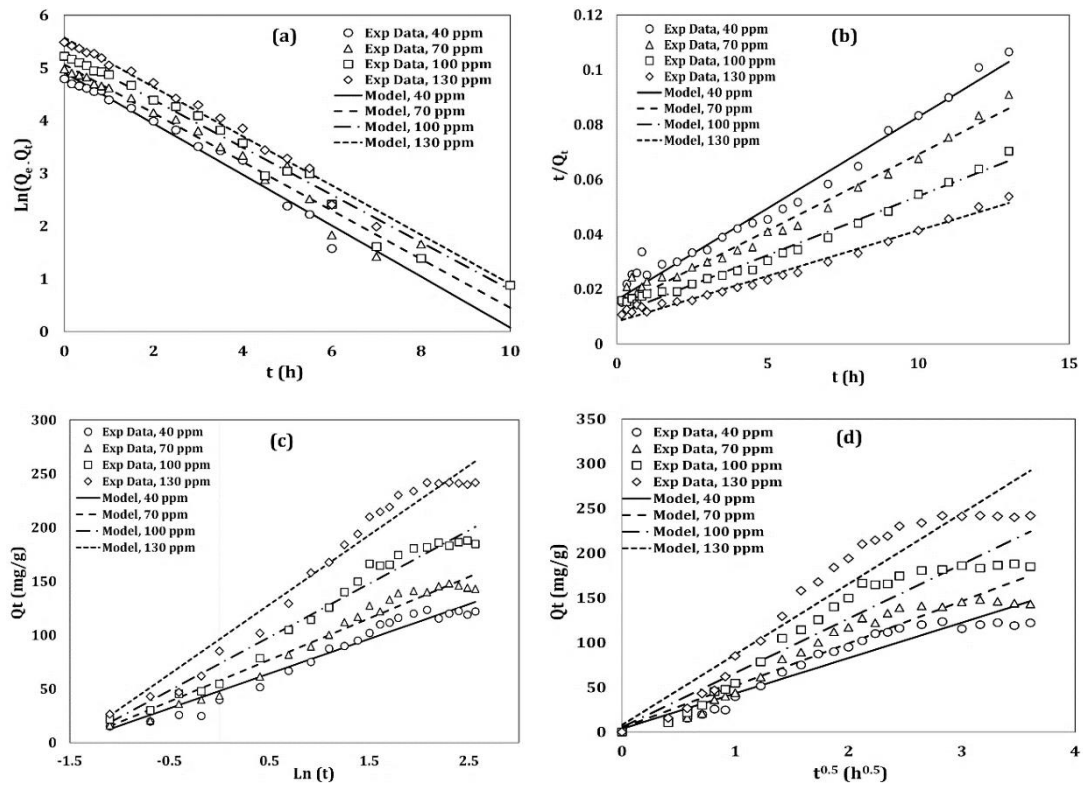 (a)
Exp Data, 40 ppm
Exp Data, 70 ppm
Exp Data, 100 ppm
Exp Data, 130 ppm
Model, 40 ppm
Model, 70 ppm
Model, 100 ppm
Model, 130 ppm
Ln(Qe-Qt)
6
5
4
3
2
1
0
0
2
4
6
8
10
t (h)
(b)
Exp Data, 40 ppm
Exp Data, 70 ppm
Exp Data, 100 ppm
Exp Data, 130 ppm
Model, 40 ppm
Model, 70 ppm
Model, 100 ppm
Model, 130 ppm
t/Qt
0.12
0.1
0.08
0.06
0.04
0.02
0
0
5
10
15
t (h)
(c)
Exp Data, 40 ppm
Exp Data, 70 ppm
Exp Data, 100 ppm
Exp Data, 130 ppm
Model, 40 ppm
Model, 70 ppm
Model, 100 ppm
Model, 130 ppm
Qt (mg/g)
300
250
200
150
100
50
0
-1.5
-0.5
0.5
1.5
2.5
Ln (t)
(d)
Exp Data, 40 ppm
Exp Data, 70 ppm
Exp Data, 100 ppm
Exp Data, 130 ppm
Model, 40 ppm
Model, 70 ppm
Model, 100 ppm
Model, 130 ppm
Qt (mg/g)
350
300
250
200
150
100
50
0
0
1
2
3
4
t^0.5 (h^0.5)